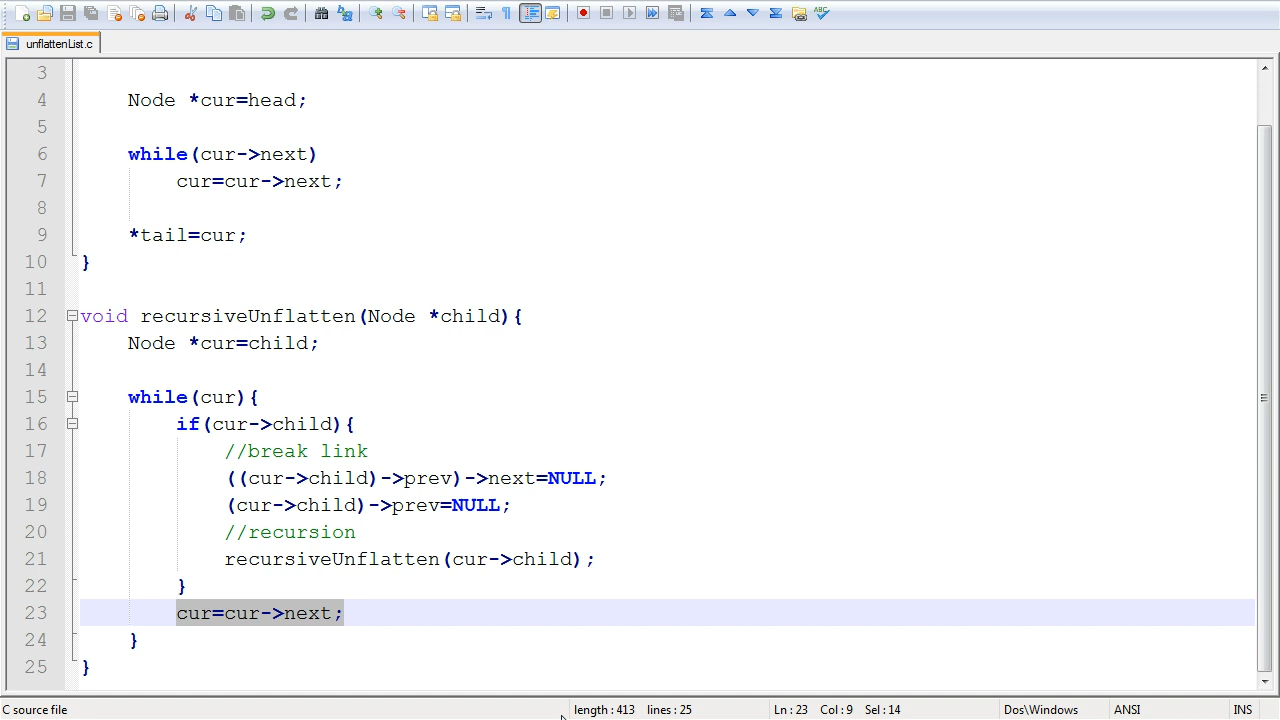 unflattenList.c
3
4 Node *cur=head;
5
6 while(cur->next)
7 cur=cur->next;
8
9 *tail=cur;
10 }
11
12 void recursiveUnflatten(Node *child){
13 Node *cur=child;
14
15 while(cur){
16 if(cur->child){
17 //break link
18 ((cur->child)->prev)->next=NULL;
19 (cur->child)->prev=NULL;
20 //recursion
21 recursiveUnflatten(cur->child);
22 }
23 cur=cur->next;
24 }
25 }
C source file length : 413 lines : 25 Ln : 23 Col : 9 Sel : 14 Dos\Windows ANSI INS